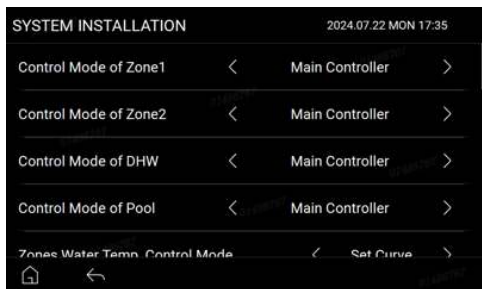 SYSTEM INSTALLATION 2024.07.22 MON 17:35
Control Mode of Zone1 < Main Controller >
Control Mode of Zone2 < Main Controller >
Control Mode of DHW < Main Controller >
Control Mode of Pool < Main Controller >
Zones Water Temp. Control Mode < Set Curve >